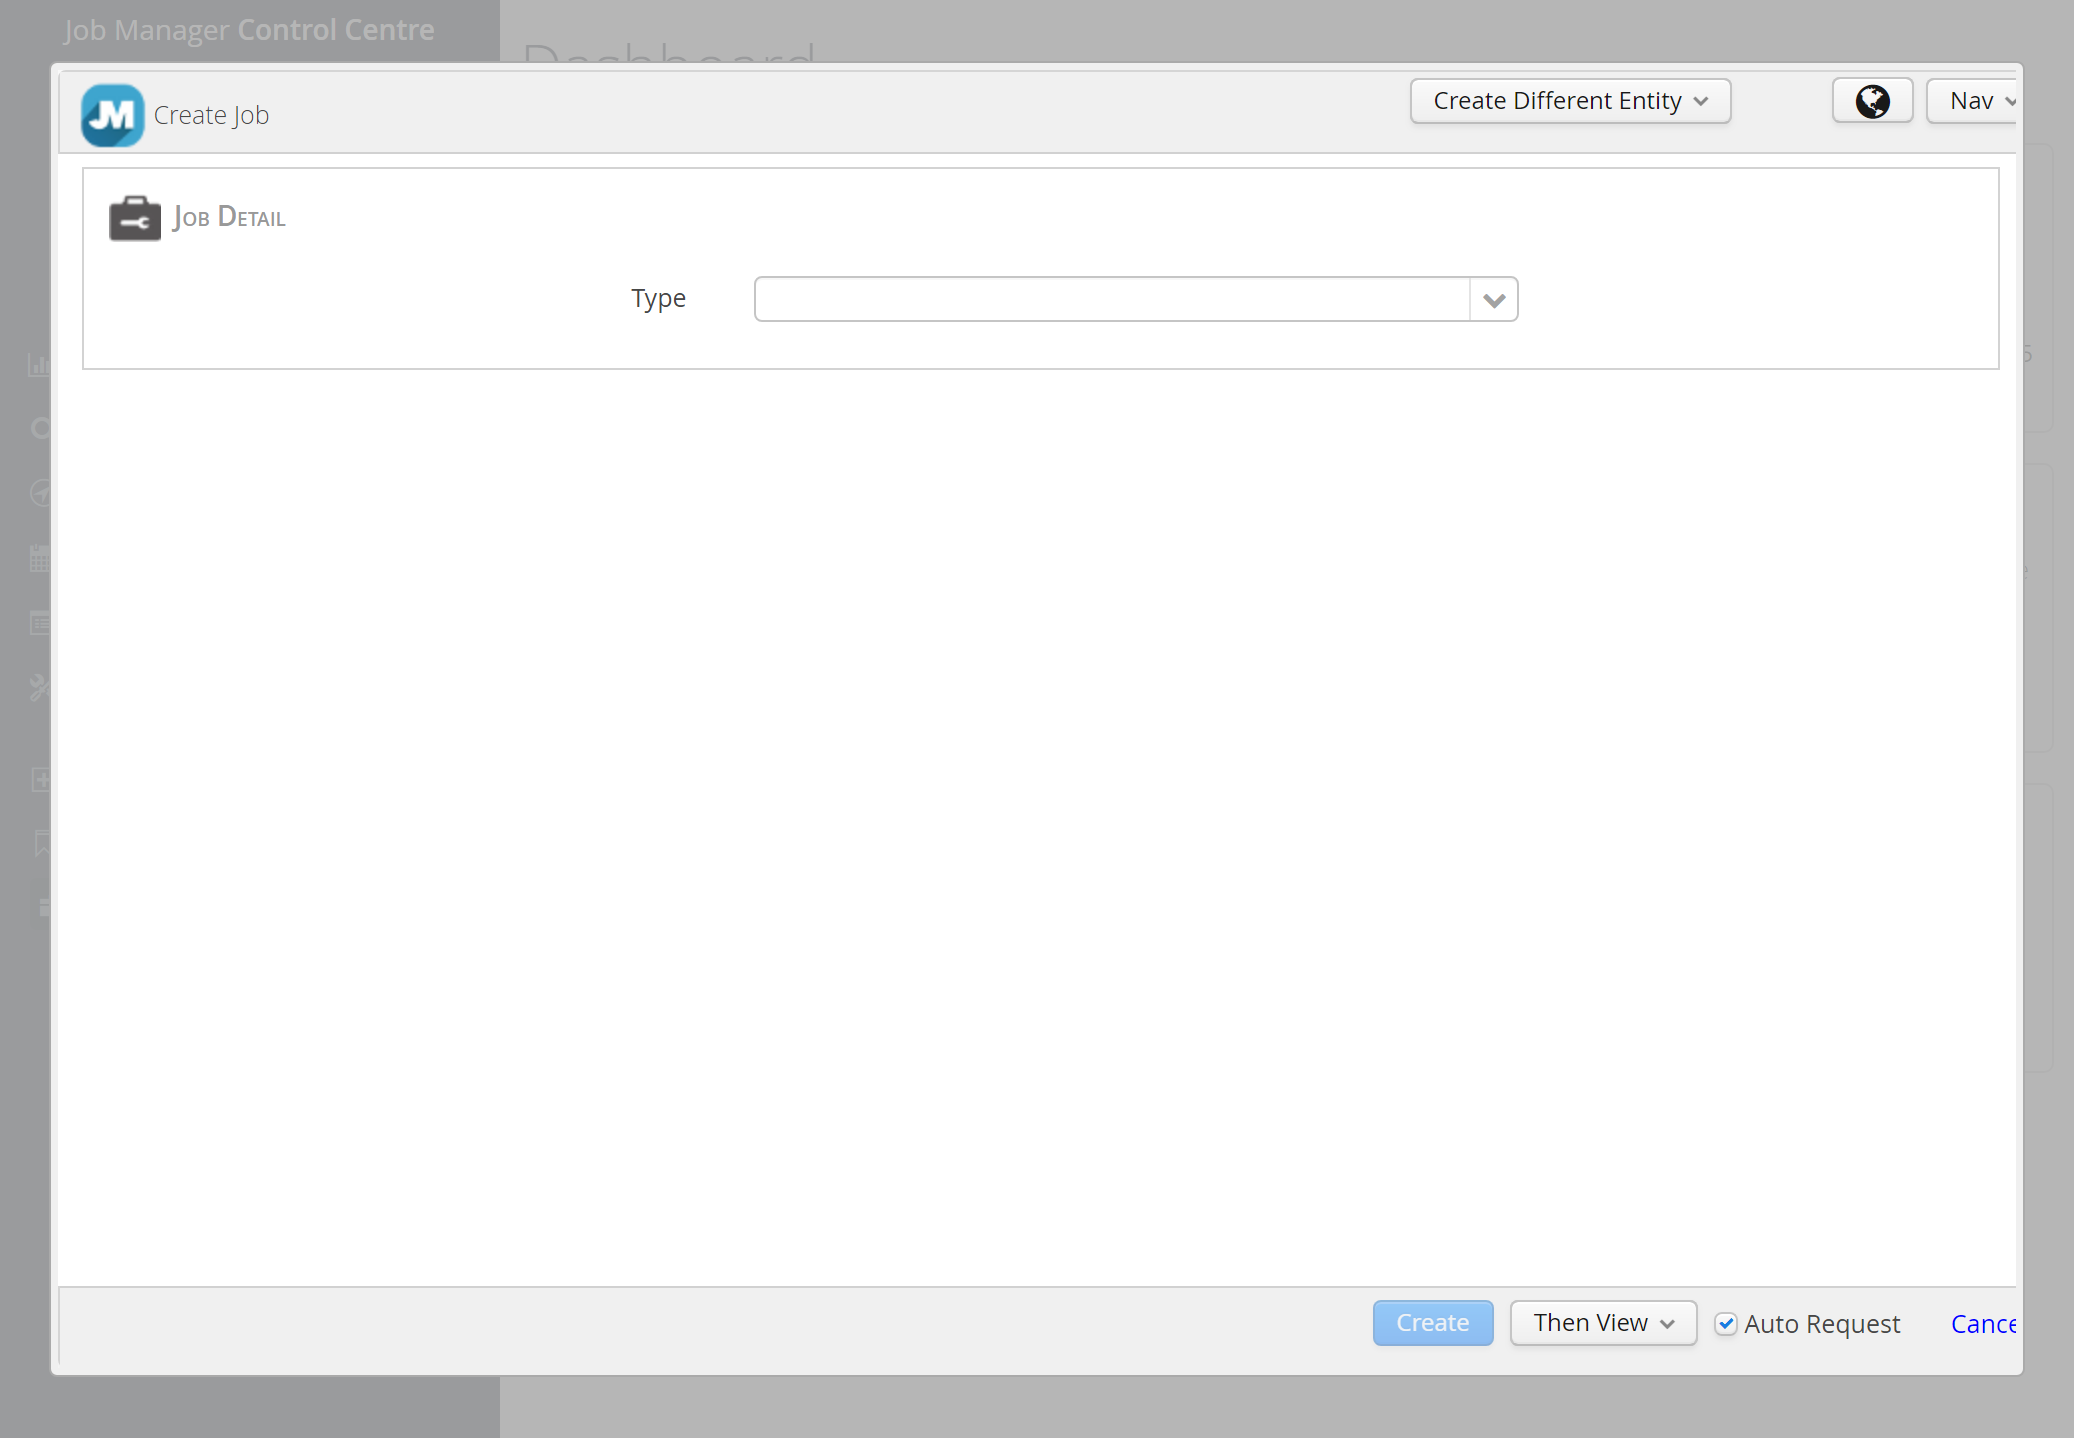 Job Manager Control Centre
Dashboard
JM Create Job
Create Different Entity
Nav
Job Detail
Type
Create
Then View
Auto Request
Cance